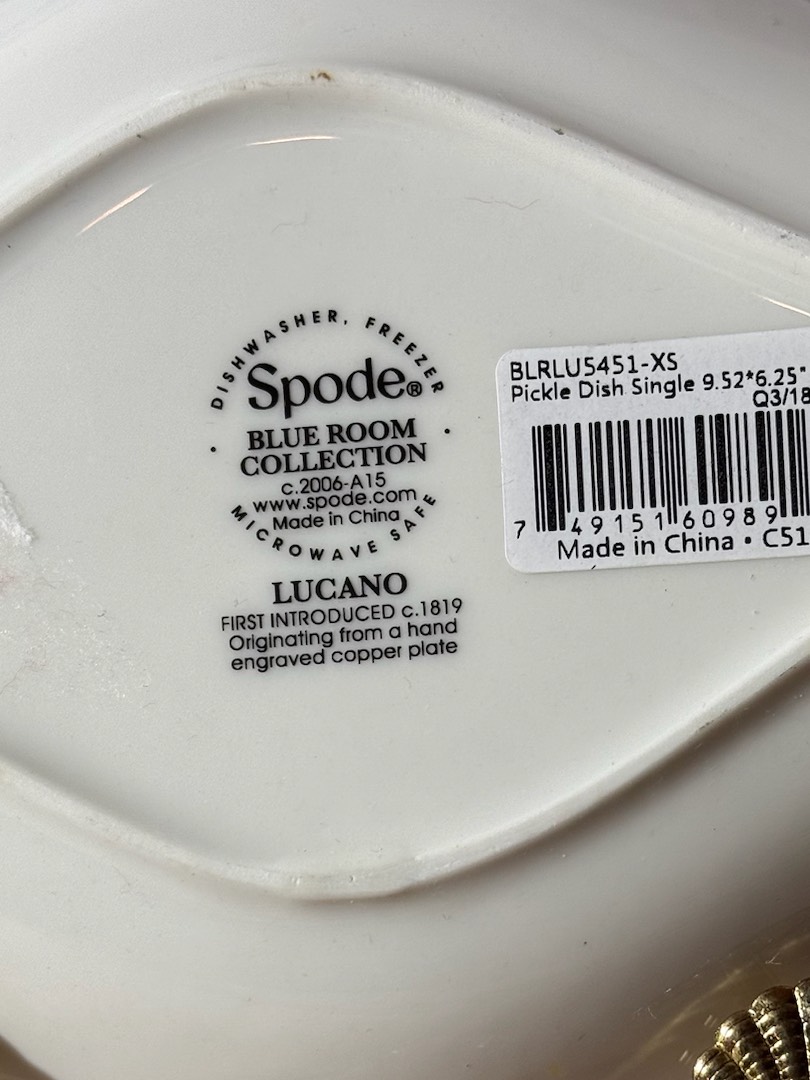 DISHWASHER, FREEZER
Spode®
BLUE ROOM
COLLECTION
c.2006-A15
www.spode.com
Made in China
MICROWAVE SAFE
LUCANO
FIRST INTRODUCED c.1819
Originating from a hand
engraved copper plate
BLRLU5451-XS
Pickle Dish Single 9.52*6.25"
Q3/18
7 49151 60989
Made in China • C51